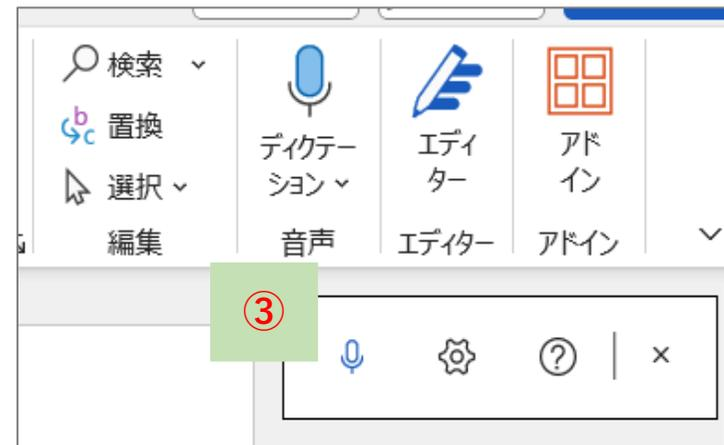 検索
置換
選択
編集
ディクテー
ション
音声
エディ
ター
エディター
アド
イン
アドイン
③